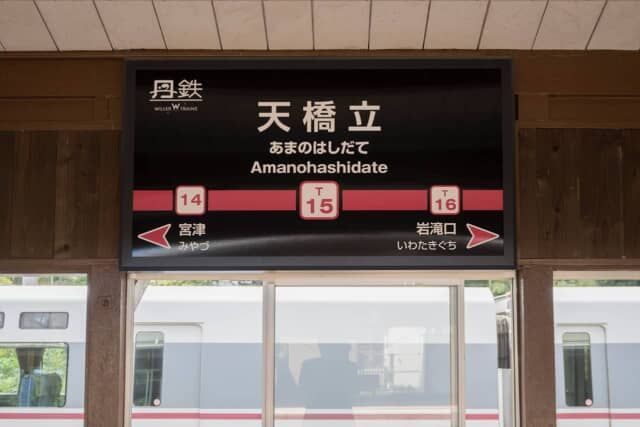 丹鉄
WILLER TRAINS
天橋立
あまのはしだて
Amanohashidate
14
T
15
T
16
宮津
みやづ
岩滝口
いわたきぐち